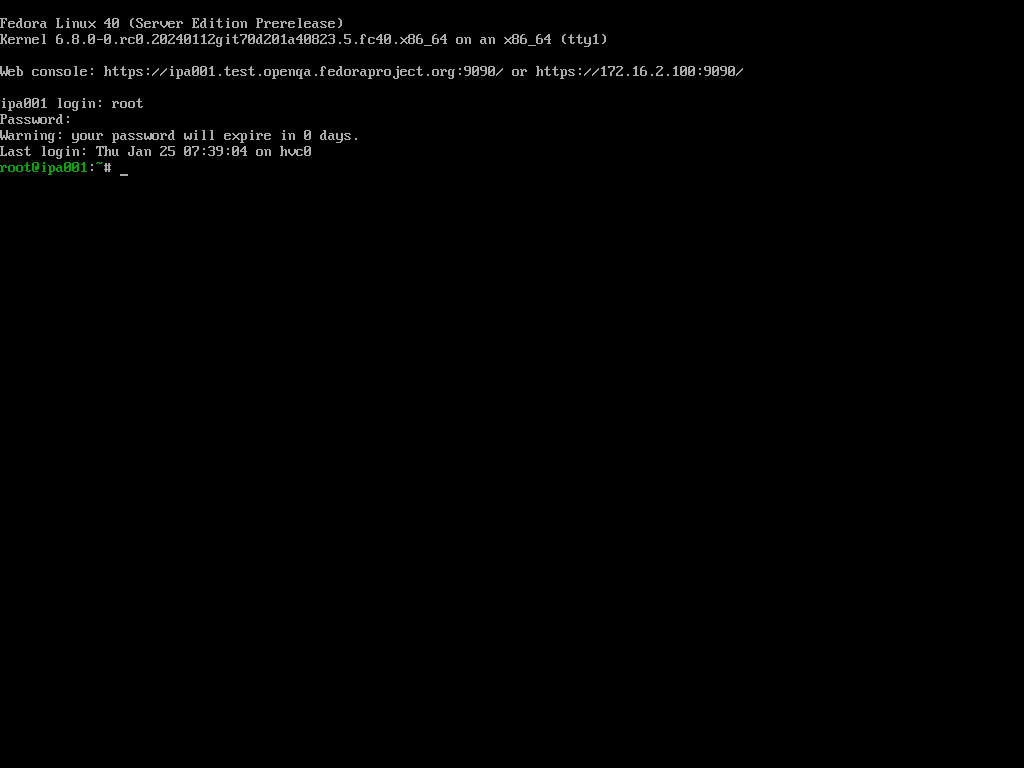 Fedora Linux 40 (Server Edition Prerelease)
Kernel 6.8.0-0.rc0.20240112git70d201a40823.5.fc40.x86_64 on an x86_64 (tty1)
Web console: https://ipa001.test.openqa.fedoraproject.org:9090/ or https://172.16.2.100:9090/
ipa001 login: root
Password:
Warning: your password will expire in 0 days.
Last login: Thu Jan 25 07:39:04 on hvc0
root@ipa001:~# _